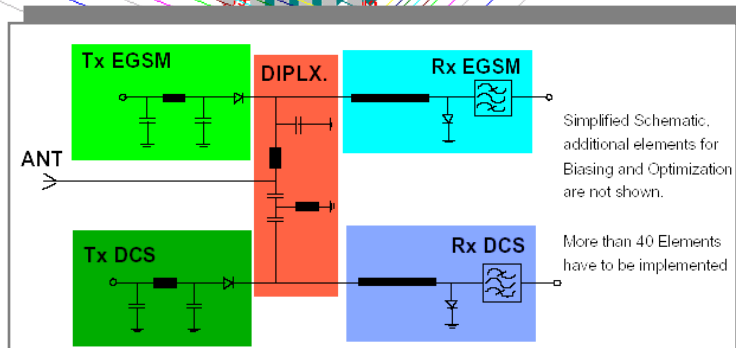 Tx EGSM
DIPLX.
Rx EGSM
ANT
Simplified Schematic,
additional elements for
Biasing and Optimization
are not shown.
Tx DCS
Rx DCS
More than 40 Elements
have to be implemented